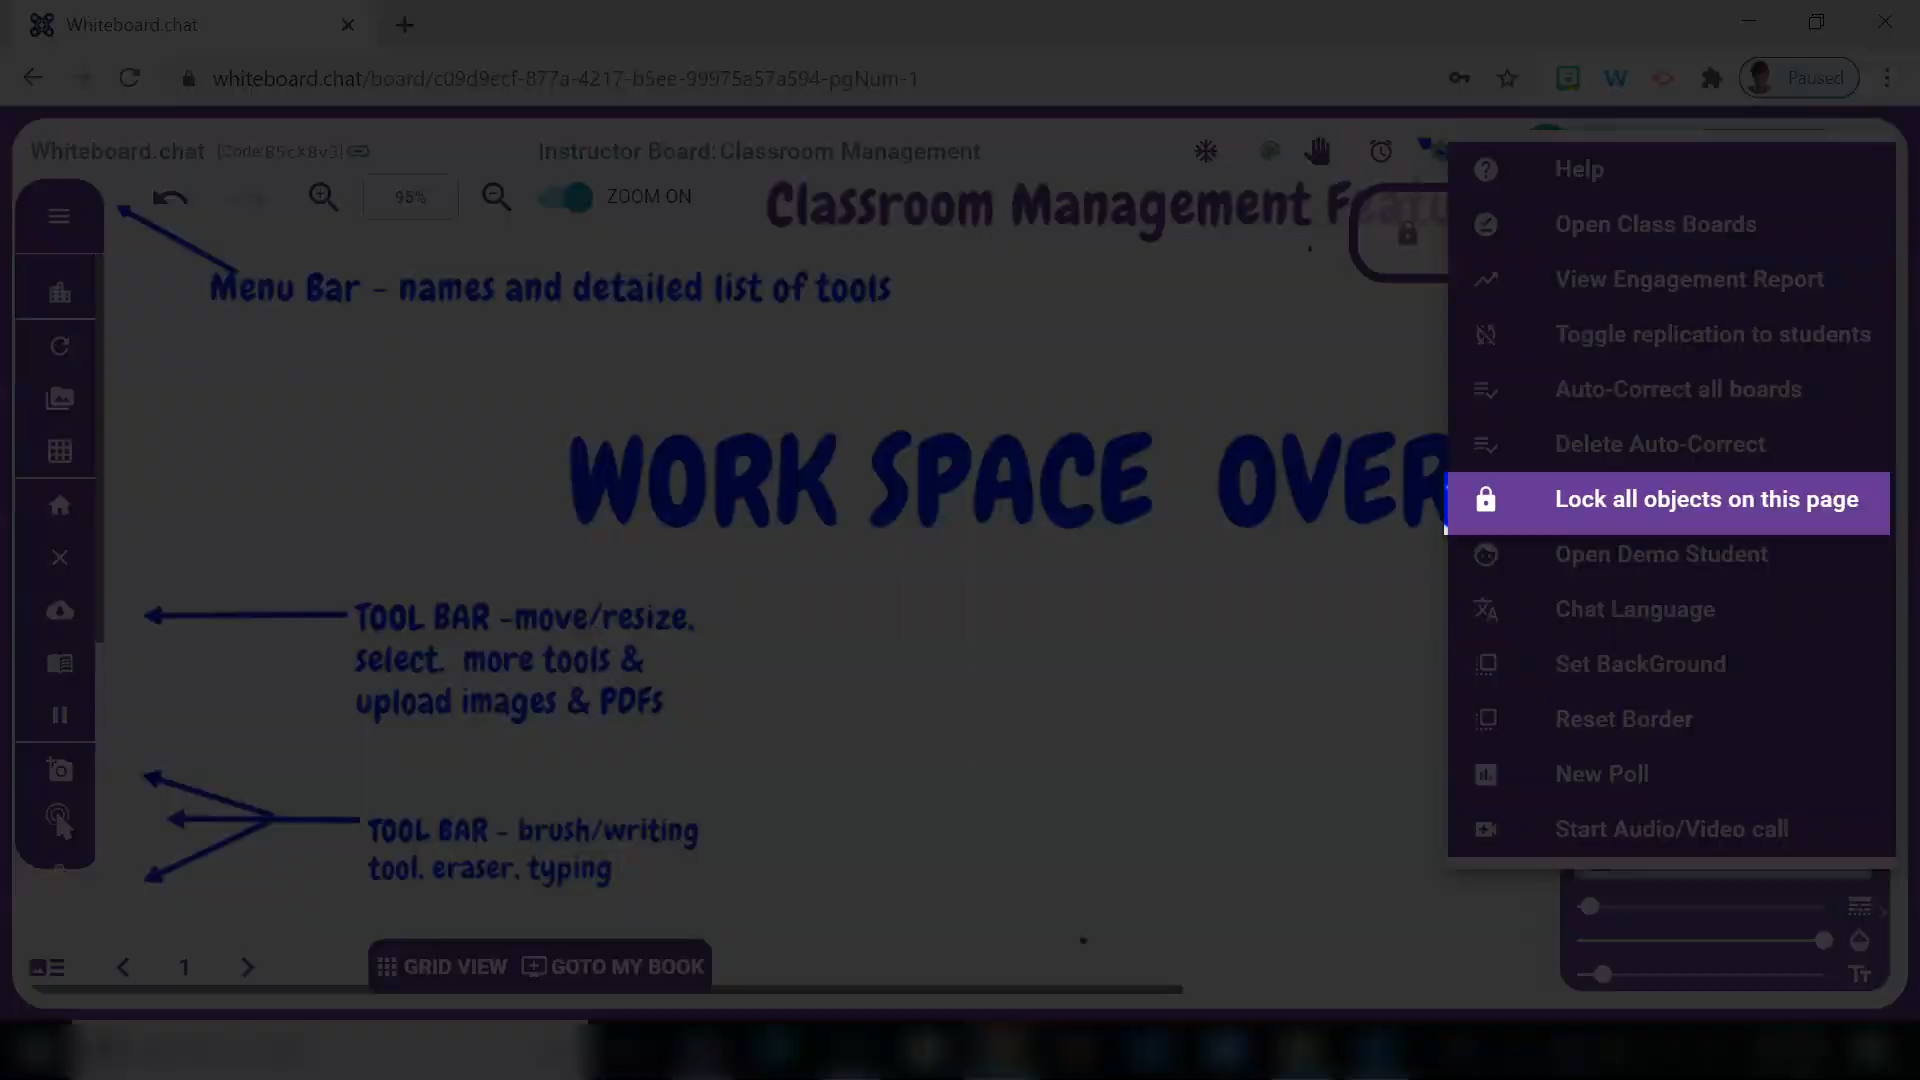 Whiteboard.chat
whiteboard.chat/board/c09d9ecf-877a-4217-b5ee-99975a57a594-pgNum-1
W
Paused
Whiteboard.chat (Code:B5cX8v3)
Instructor Board: Classroom Management
95%
ZOOM ON
Classroom Management Featu
Menu Bar - names and detailed list of tools
WORK SPACE OVER
TOOL BAR -move/resize,
select, more tools &
upload images & PDFs
TOOL BAR - brush/writing
tool, eraser, typing
1
GRID VIEW
GOTO MY BOOK
Help
Open Class Boards
View Engagement Report
Toggle replication to students
Auto-Correct all boards
Delete Auto-Correct
Lock all objects on this page
Open Demo Student
Chat Language
Set BackGround
Reset Border
New Poll
Start Audio/Video call
Tт